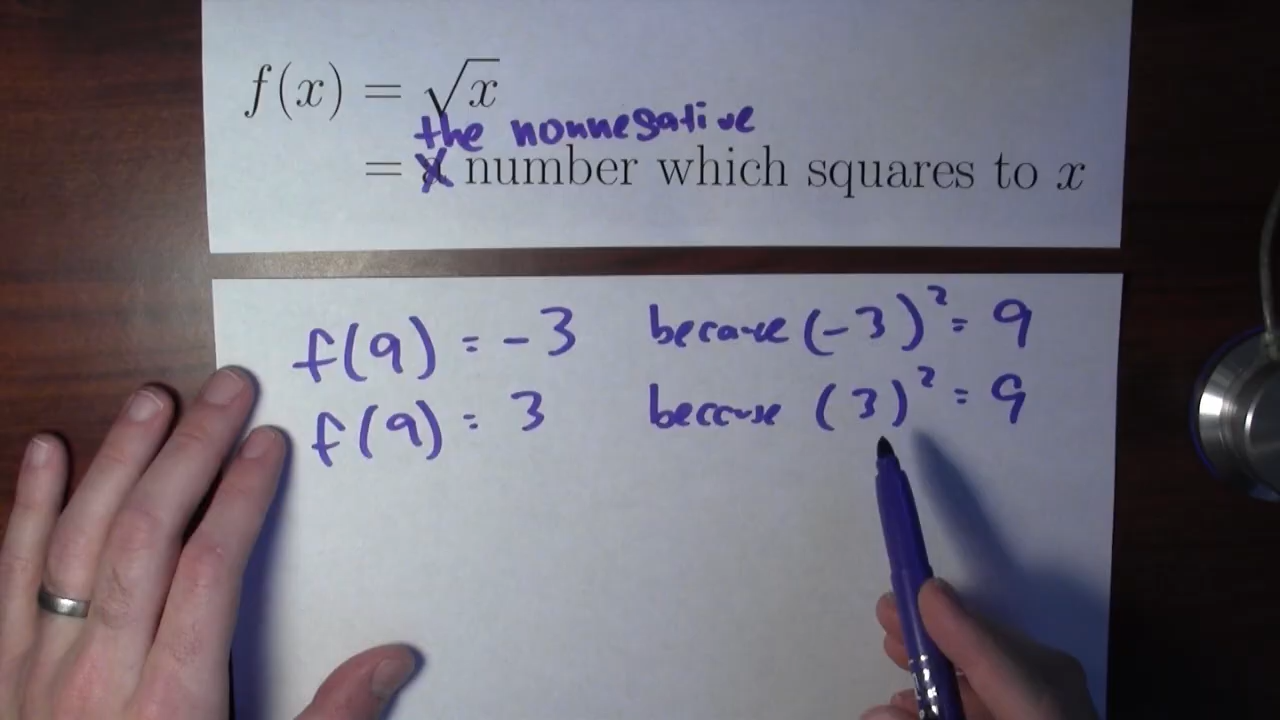 f(x) = √x
the nonnegative
= a number which squares to x
f(9) = -3 because (-3)² = 9
f(9) = 3 because (3)² = 9